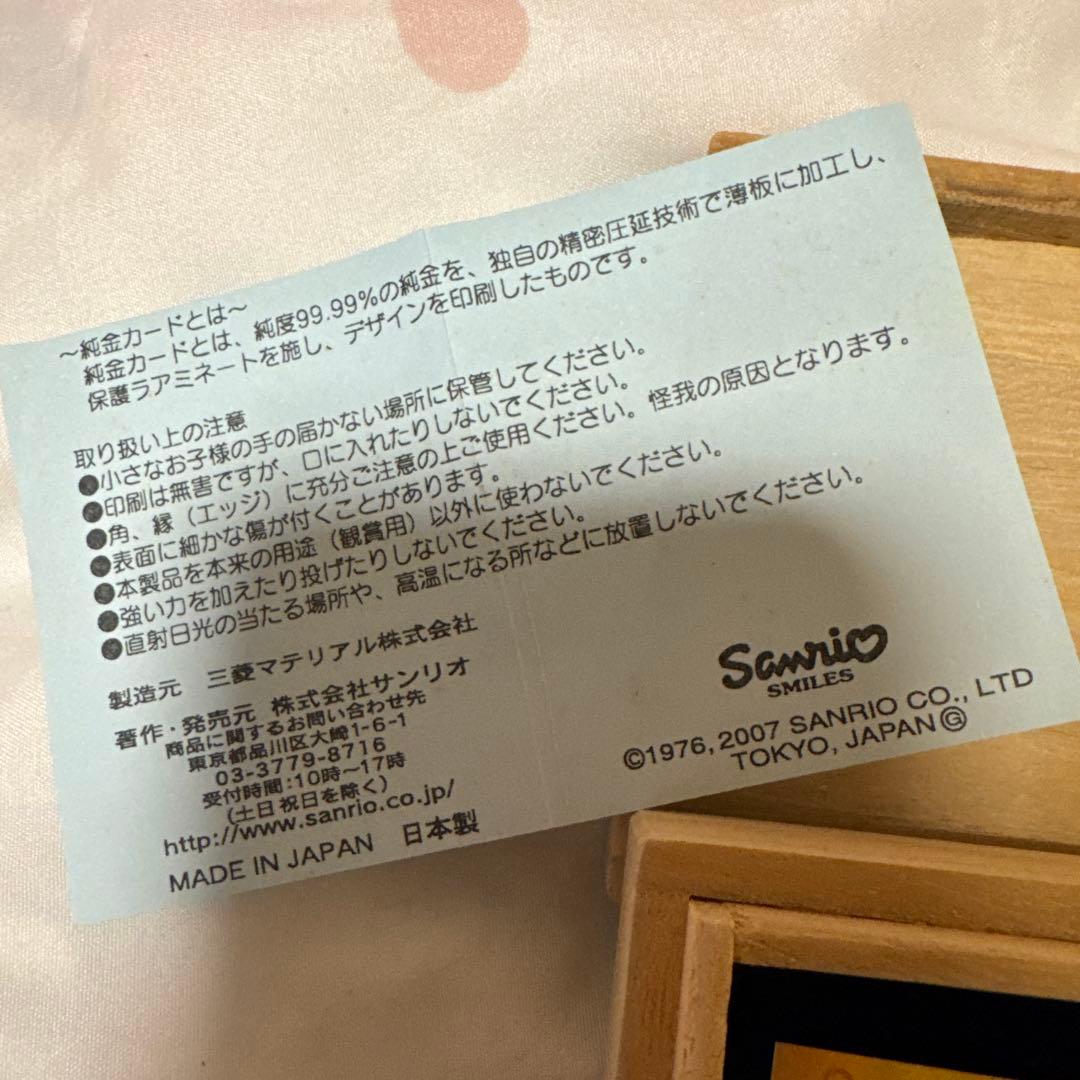 ～純金カードとは～
純金カードとは、純度99.99%の純金を、独自の精密圧延技術で薄板に加工し、
保護ラアミネートを施し、デザインを印刷したものです。
取り扱い上の注意
●小さなお子様の手の届かない場所に保管してください。
●印刷は無害ですが、口に入れたりしないでください。
●角、縁（エッジ）に充分ご注意の上ご使用ください。怪我の原因となります。
●表面に細かな傷が付くことがあります。
●本製品を本来の用途（観賞用）以外に使わないでください。
●強い力を加えたり投げたりしないでください。
●直射日光の当たる場所や、高温になる所などに放置しないでください。
製造元　三菱マテリアル株式会社
著作・発売元　株式会社サンリオ
商品に関するお問い合わせ先
東京都品川区大崎1-6-1
03-3779-8716
受付時間:10時～17時
(土日祝日を除く)
http://www.sanrio.co.jp/
MADE IN JAPAN　日本製
Sanrio
SMILES
©1976, 2007 SANRIO CO., LTD
TOKYO, JAPAN Ⓖ